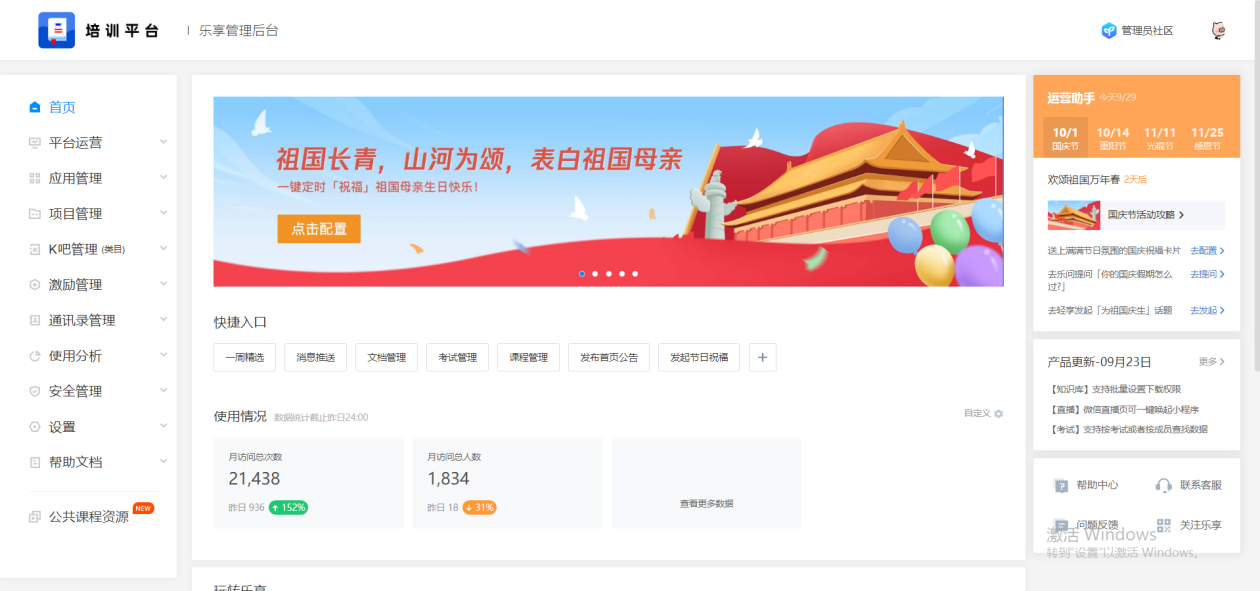 培训平台
乐享管理后台
管理员社区
首页
平台运营
应用管理
项目管理
K吧管理 (类目)
激励管理
通讯录管理
使用分析
安全管理
设置
帮助文档
公共课程资源 NEW
祖国长青，山河为颂，表白祖国母亲
一键定时「祝福」祖国母亲生日快乐！
点击配置
快捷入口
一周精选
消息推送
文档管理
考试管理
课程管理
发布首页公告
发起节日祝福
+
使用情况 数据统计截止昨日24:00
自定义
月访问总次数
21,438
昨日 936 152%
月访问总人数
1,834
昨日 18 31%
查看更多数据
玩转乐享
运营助手 今天9/29
10/1 10/14 11/11 11/25
国庆节 重阳节 光棍节 感恩节
欢颂祖国万年春 2天后
国庆节活动攻略
送上满满节日氛围的国庆祝福卡片 去配置
去乐问提问「你的国庆假期怎么 去提问
过?」
去轻享发起「为祖国庆生」话题 去发起
产品更新-09月23日 更多
【知识库】支持批量设置下载权限
【直播】微信直播页可一键唤起小程序
【考试】支持按考试或者按成员查找数据
帮助中心 联系客服
问题反馈 关注乐享
激活 Windows
转到"设置"以激活 Windows。